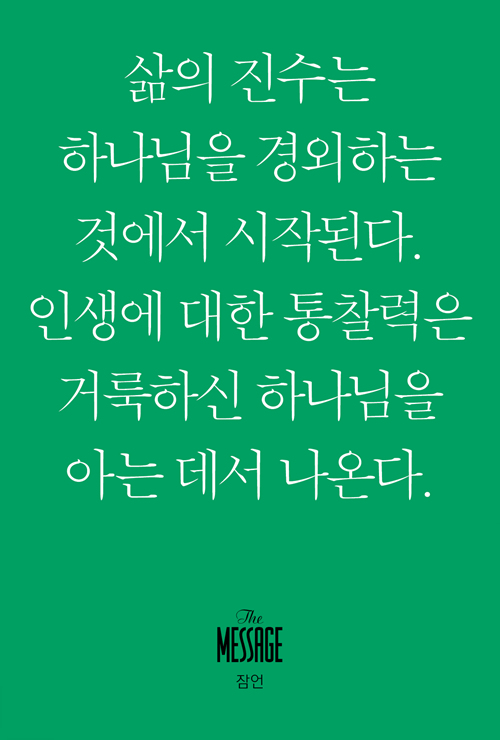 삶의 진수는
하나님을 경외하는
것에서 시작된다.
인생에 대한 통찰력은
거룩하신 하나님을
아는 데서 나온다.
The
MESSAGE
잠언